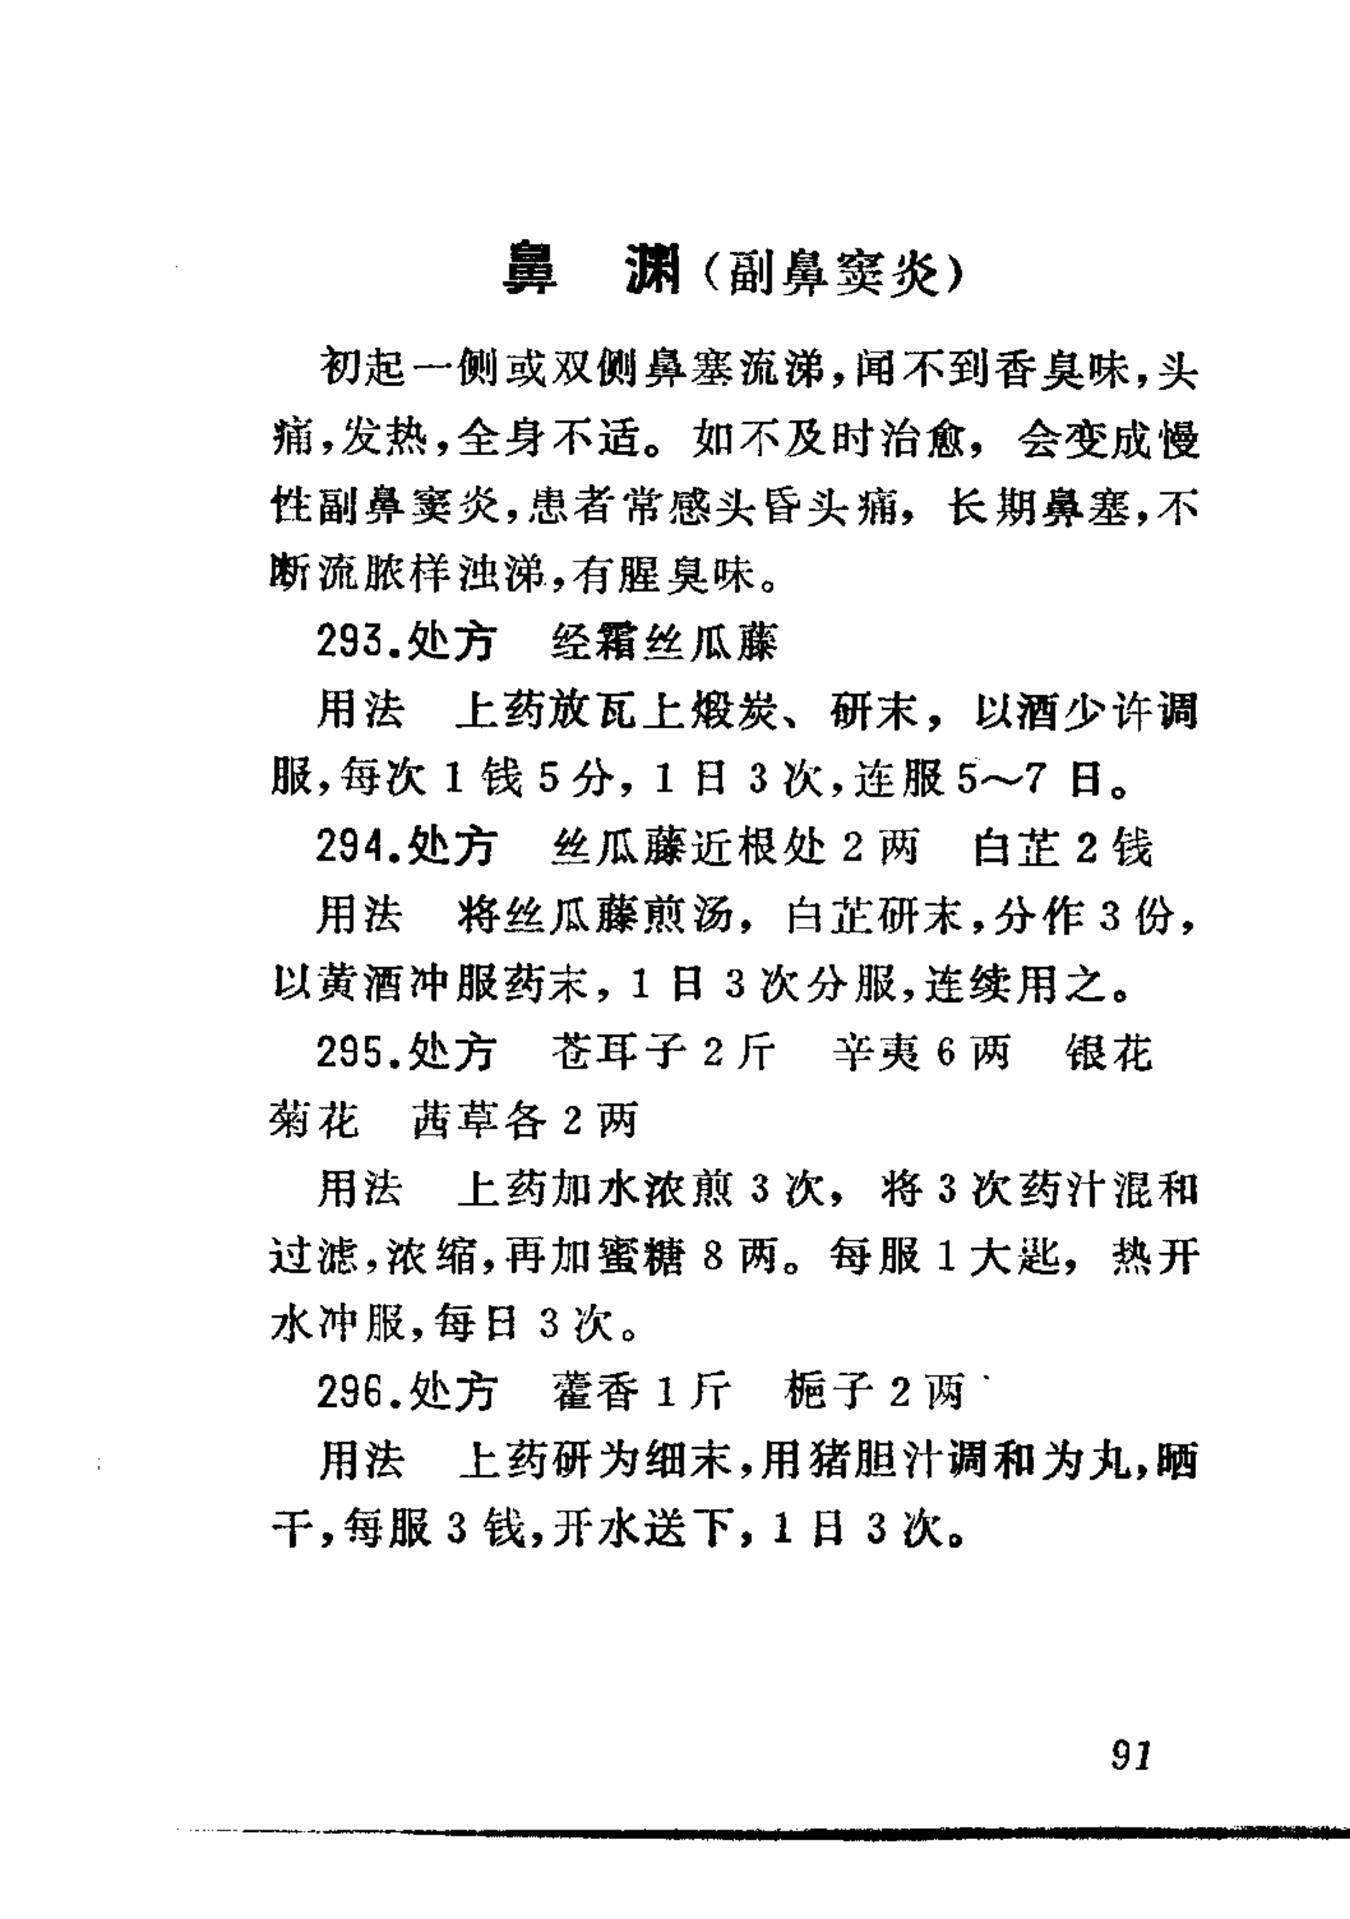 鼻　渊（副鼻窦炎）
初起一侧或双侧鼻塞流涕，闻不到香臭味，头
痛，发热，全身不适。如不及时治愈，会变成慢
性副鼻窦炎，患者常感头昏头痛，长期鼻塞，不
断流脓样浊涕，有腥臭味。
293.处方　经霜丝瓜藤
用法　上药放瓦上煅炭、研末，以酒少许调
服，每次1钱5分，1日3次，连服5～7日。
294.处方　丝瓜藤近根处2两　白芷2钱
用法　将丝瓜藤煎汤，白芷研末，分作3份，
以黄酒冲服药末，1日3次分服，连续用之。
295.处方　苍耳子2斤　辛夷6两　银花
菊花　茜草各2两
用法　上药加水浓煎3次，将3次药汁混和
过滤，浓缩，再加蜜糖8两。每服1大匙，热开
水冲服，每日3次。
296.处方　藿香1斤　栀子2两
用法　上药研为细末，用猪胆汁调和为丸，晒
干，每服3钱，开水送下，1日3次。
91